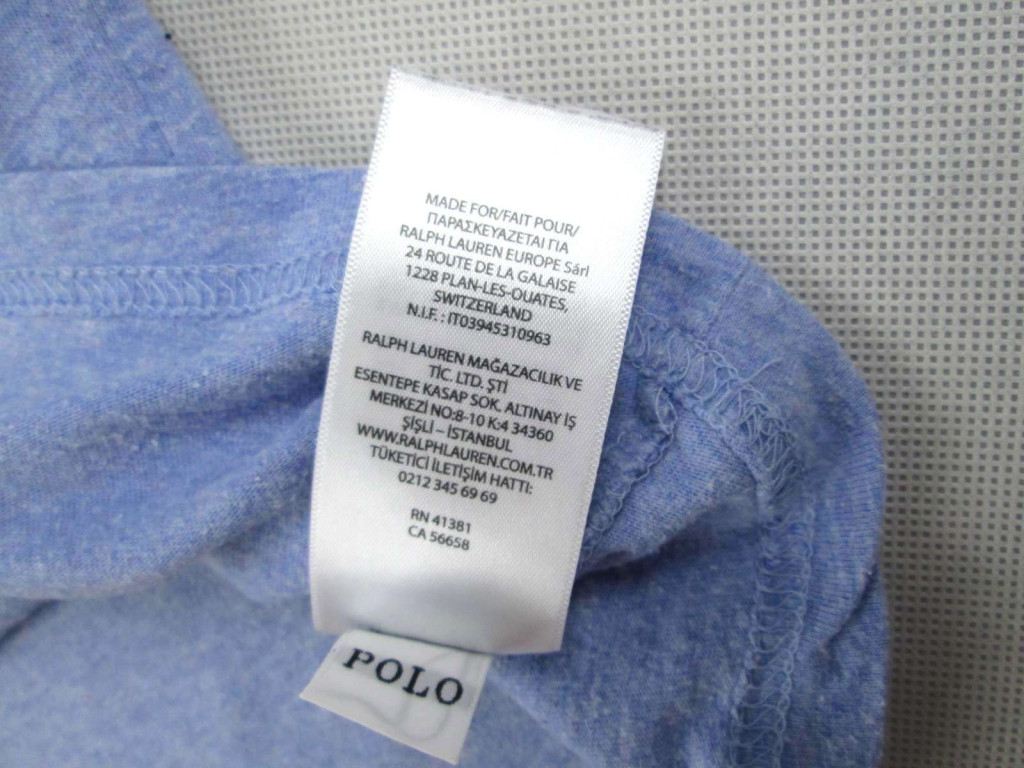 MADE FOR/FAIT POUR/
ΠΑΡΑΣΚΕΥΑΖΕΤΑΙ ΓΙΑ
RALPH LAUREN EUROPE Sárl
24 ROUTE DE LA GALAISE
1228 PLAN-LES-OUATES,
SWITZERLAND
N.I.F. : IT03945310963
RALPH LAUREN MAĞAZACILIK VE
TİC. LTD. ŞTİ
ESENTEPE KASAP SOK. ALTINAY İŞ
MERKEZİ NO:8-10 K:4 34360
ŞİŞLİ – İSTANBUL
WWW.RALPHLAUREN.COM.TR
TÜKETİCİ İLETİŞİM HATTI:
0212 345 69 69
RN 41381
CA 56658
POLO